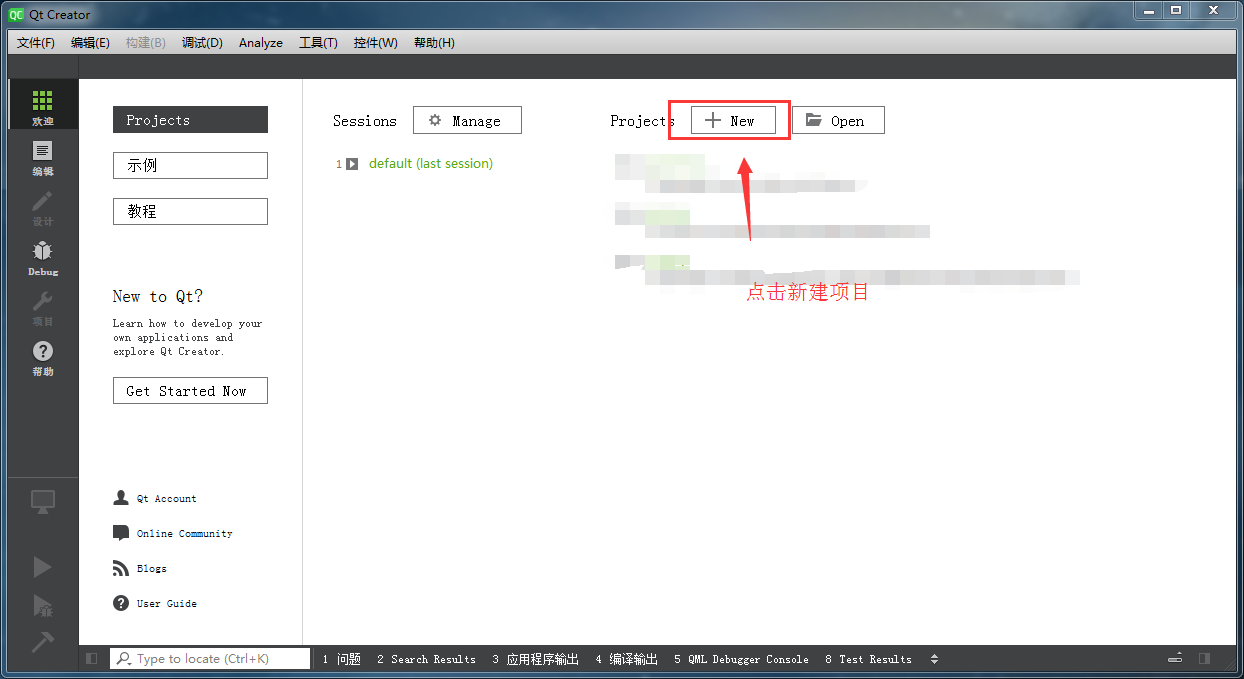 Qt Creator
文件(F) 编辑(E) 构建(B) 调试(D) Analyze 工具(T) 控件(W) 帮助(H)
欢迎
编辑
设计
Debug
项目
帮助
Projects
示例
教程
New to Qt?
Learn how to develop your
own applications and
explore Qt Creator.
Get Started Now
Qt Account
Online Community
Blogs
User Guide
Sessions Manage
1 default (last session)
Projects New Open
点击新建项目
Type to locate (Ctrl+K) 1 问题 2 Search Results 3 应用程序输出 4 编译输出 5 QML Debugger Console 8 Test Results